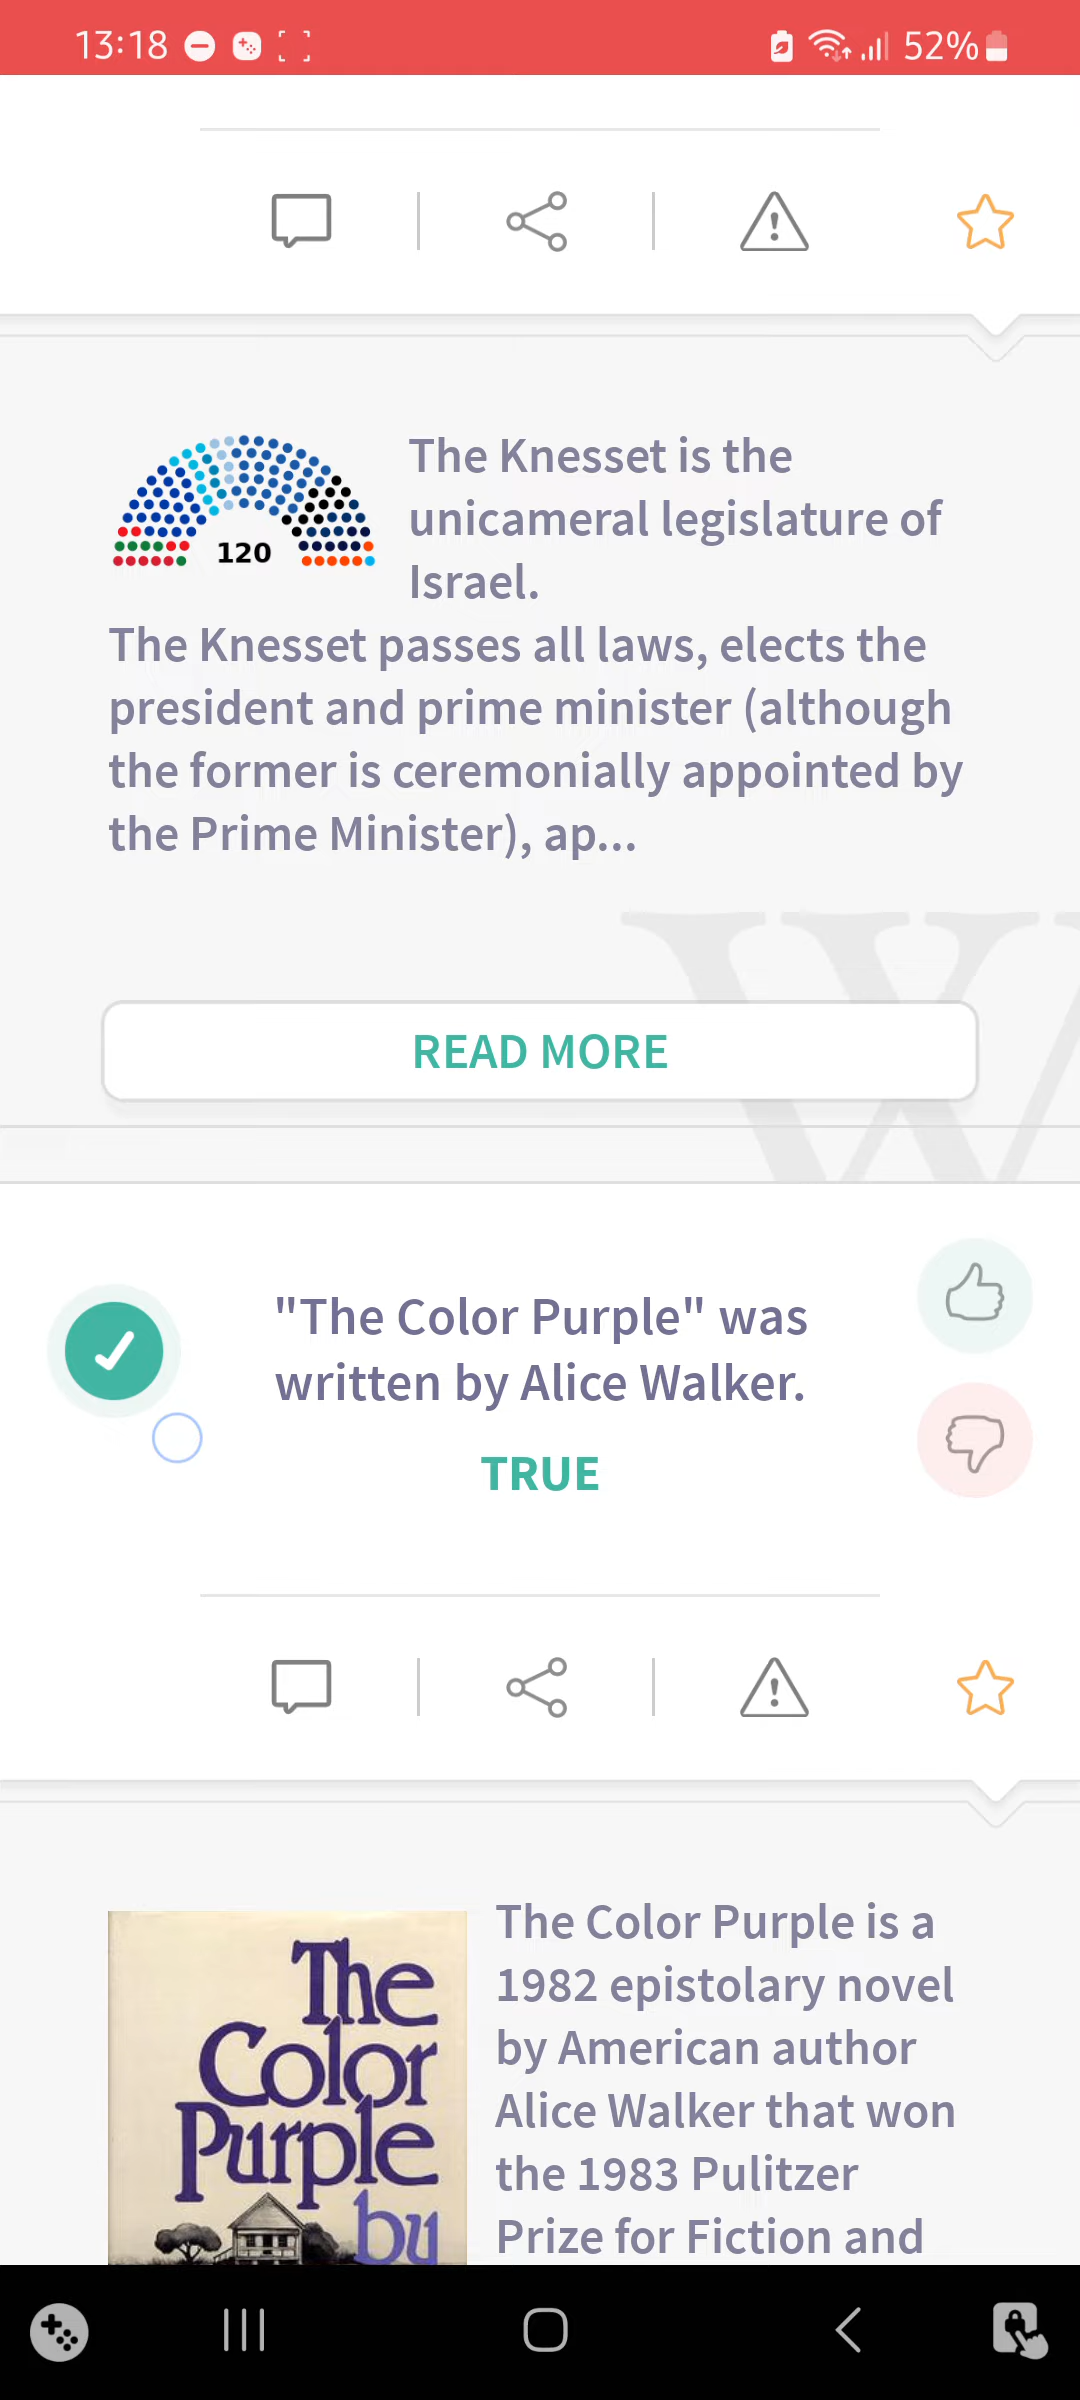 13:18
52%
The Knesset is the
unicameral legislature of
Israel.
120
The Knesset passes all laws, elects the
president and prime minister (although
the former is ceremonially appointed by
the Prime Minister), ap...
W
READ MORE
"The Color Purple" was
written by Alice Walker.
TRUE
The Color Purple is a
1982 epistolary novel
by American author
Alice Walker that won
the 1983 Pulitzer
Prize for Fiction and
The
Color
Purple
by